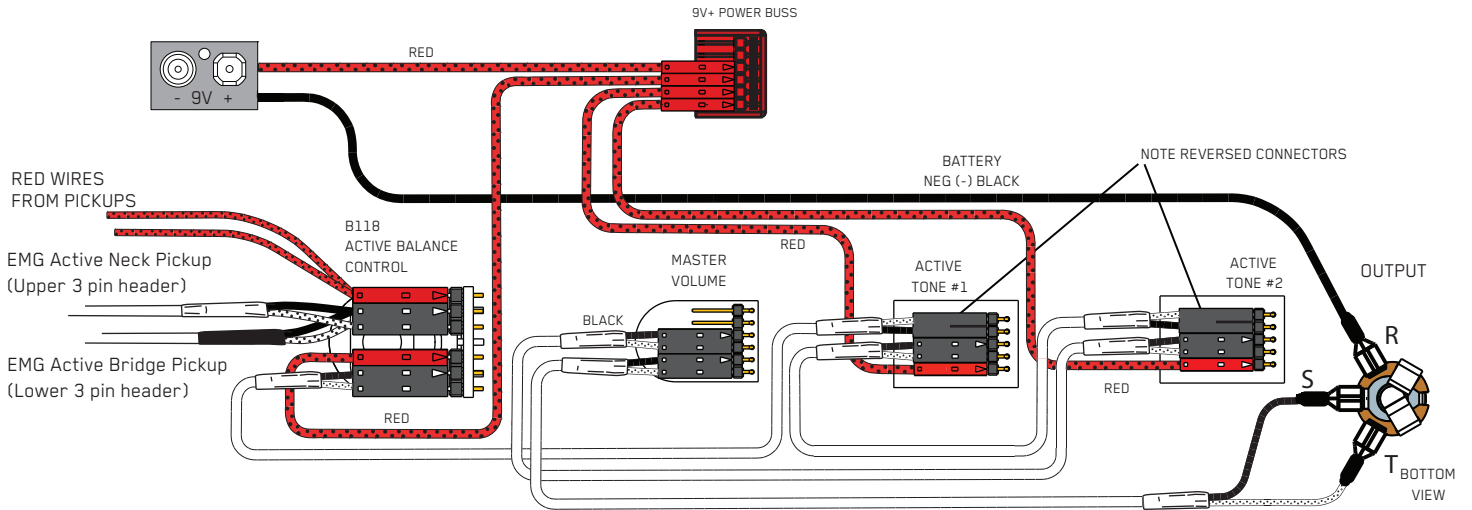 9V+ POWER BUSS
RED
- 9V +
BATTERY
NEG (-) BLACK
NOTE REVERSED CONNECTORS
RED WIRES
FROM PICKUPS
B118
ACTIVE BALANCE
CONTROL
EMG Active Neck Pickup
(Upper 3 pin header)
RED
MASTER
VOLUME
ACTIVE
TONE #1
ACTIVE
TONE #2
OUTPUT
BLACK
R
EMG Active Bridge Pickup
(Lower 3 pin header)
RED
RED
S
T
BOTTOM
VIEW